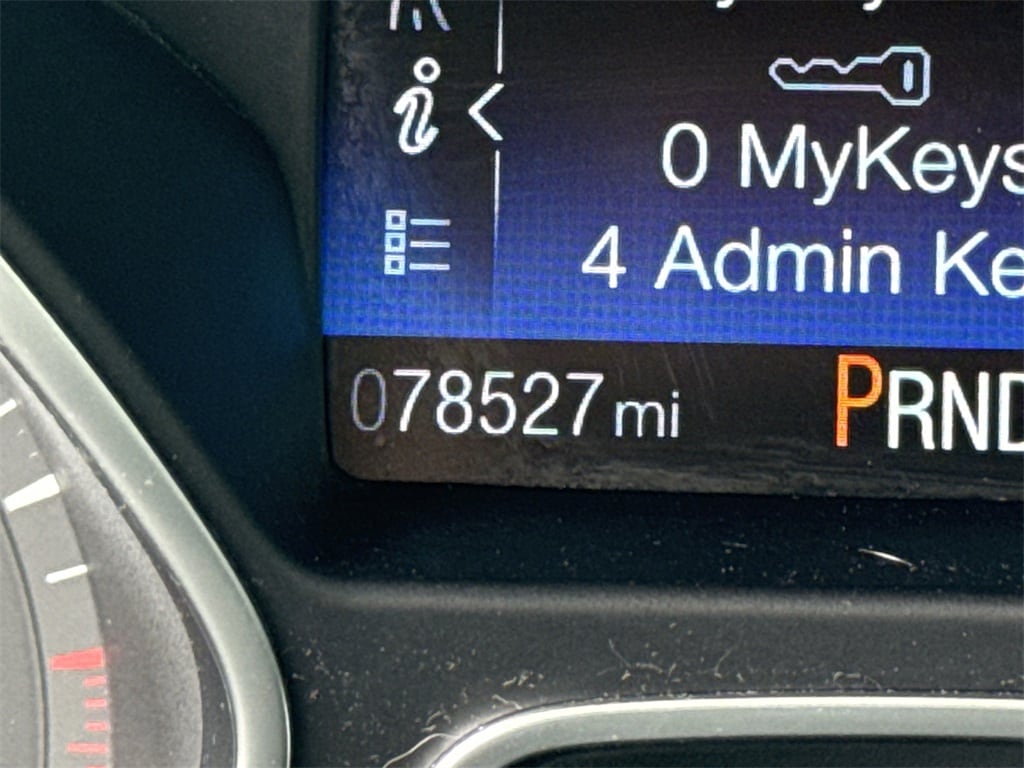 0 MyKeys
4 Admin Ke
078527 mi
PRND